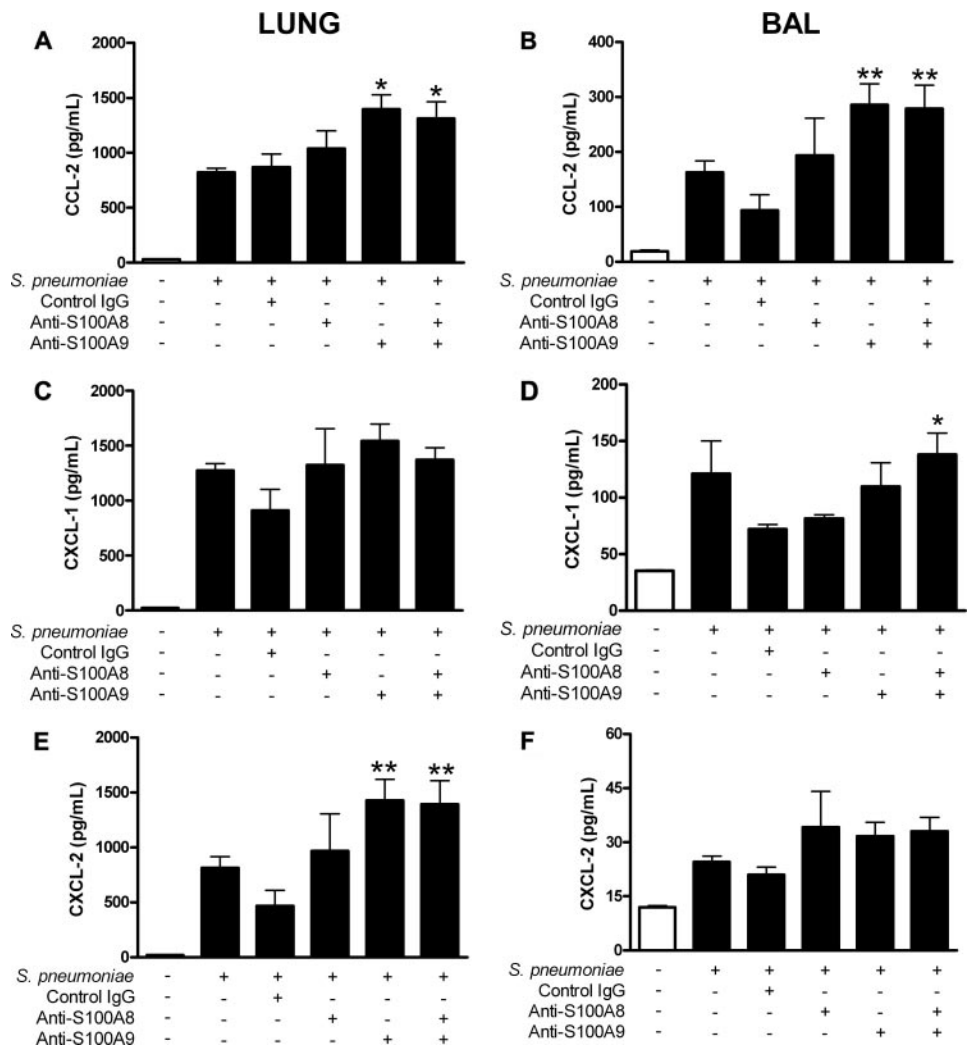 LUNG
BAL
A
CCL-2 (pg/mL)
2000
1500
1000
500
0
* *
S. pneumoniae - + + + + +
Control IgG - - + - - -
Anti-S100A8 - - - + - +
Anti-S100A9 - - - - + +
B
CCL-2 (pg/mL)
400
300
200
100
0
** **
S. pneumoniae - + + + + +
Control IgG - - + - - -
Anti-S100A8 - - - + - +
Anti-S100A9 - - - - + +
C
CXCL-1 (pg/mL)
2000
1500
1000
500
0
S. pneumoniae - + + + + +
Control IgG - - + - - -
Anti-S100A8 - - - + - +
Anti-S100A9 - - - - + +
D
CXCL-1 (pg/mL)
200
150
100
50
0
*
S. pneumoniae - + + + + +
Control IgG - - + - - -
Anti-S100A8 - - - + - +
Anti-S100A9 - - - - + +
E
CXCL-2 (pg/mL)
2000
1500
1000
500
0
** **
S. pneumoniae - + + + + +
Control IgG - - + - - -
Anti-S100A8 - - - + - +
Anti-S100A9 - - - - + +
F
CXCL-2 (pg/mL)
60
45
30
15
0
S. pneumoniae - + + + + +
Control IgG - - + - - -
Anti-S100A8 - - - + - +
Anti-S100A9 - - - - + +